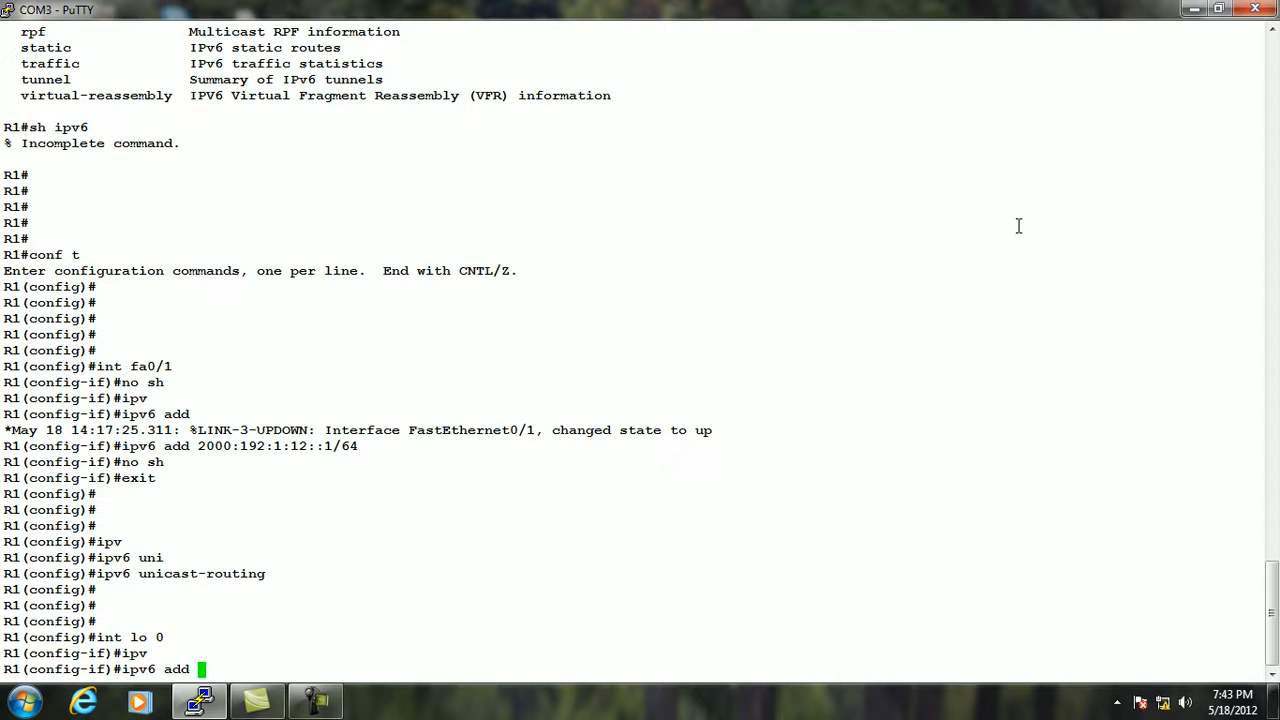 COM3 - PuTTY
rpf Multicast RPF information
static IPv6 static routes
traffic IPv6 traffic statistics
tunnel Summary of IPv6 tunnels
virtual-reassembly IPV6 Virtual Fragment Reassembly (VFR) information
R1#sh ipv6
% Incomplete command.
R1#
R1#
R1#
R1#
R1#
R1#conf t
Enter configuration commands, one per line. End with CNTL/Z.
R1(config)#
R1(config)#
R1(config)#
R1(config)#
R1(config)#
R1(config)#int fa0/1
R1(config-if)#no sh
R1(config-if)#ipv
R1(config-if)#ipv6 add
*May 18 14:17:25.311: %LINK-3-UPDOWN: Interface FastEthernet0/1, changed state to up
R1(config-if)#ipv6 add 2000:192:1:12::1/64
R1(config-if)#no sh
R1(config-if)#exit
R1(config)#
R1(config)#
R1(config)#
R1(config)#ipv
R1(config)#ipv6 uni
R1(config)#ipv6 unicast-routing
R1(config)#
R1(config)#
R1(config)#
R1(config)#int lo 0
R1(config-if)#ipv
R1(config-if)#ipv6 add
7:43 PM
5/18/2012